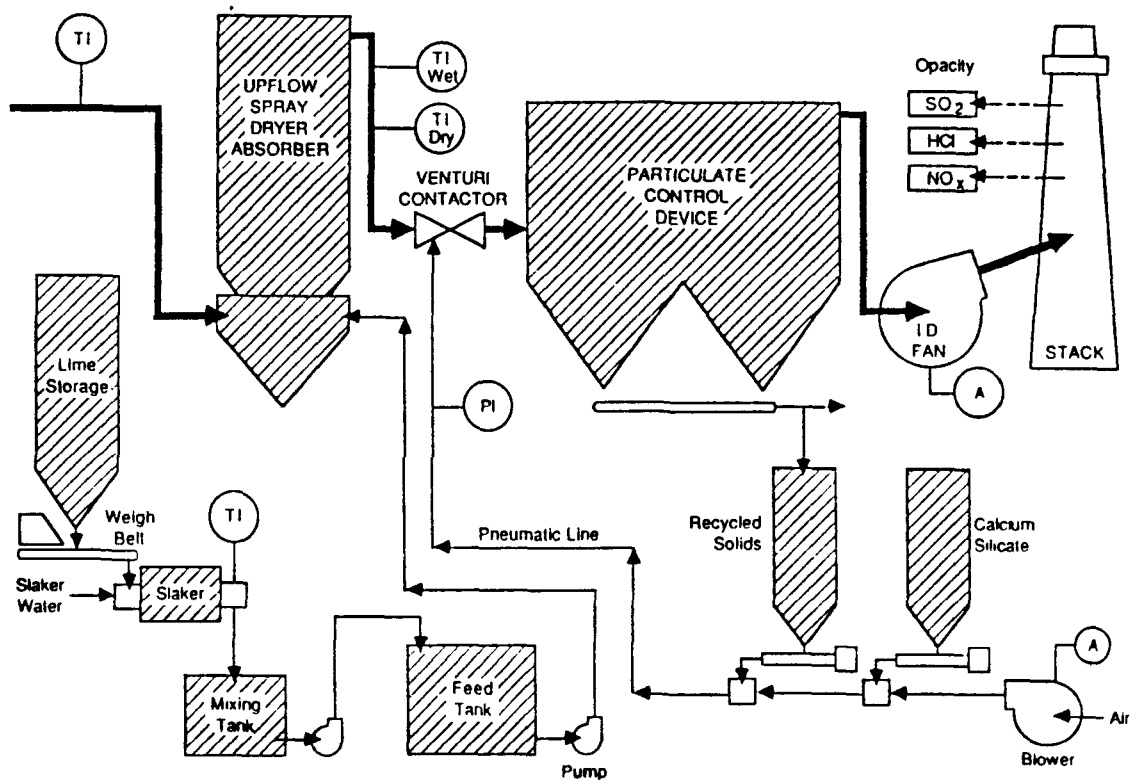 TI
UPFLOW
SPRAY
DRYER
ABSORBER
TI
Wet
TI
Dry
VENTURI
CONTACTOR
PARTICULATE
CONTROL
DEVICE
Opacity
SO2
HCl
NOx
I D
FAN
STACK
A
PI
Lime
Storage
Weigh
Belt
TI
Slaker
Water
Slaker
Pneumatic Line
Recycled
Solids
Calcium
Silicate
Mixing
Tank
Feed
Tank
Pump
A
Air
Blower